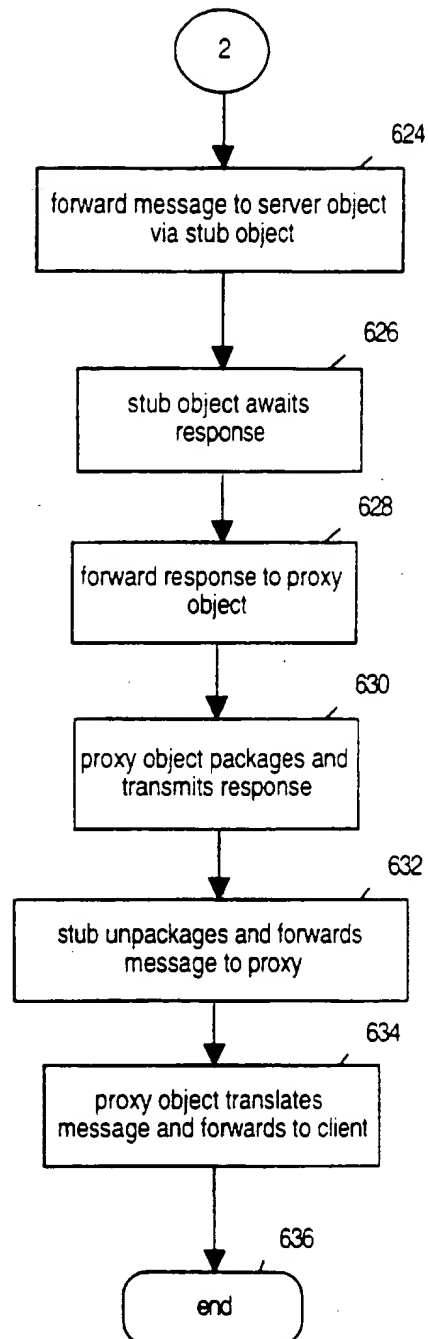 2
624
forward message to server object
via stub object
626
stub object awaits
response
628
forward response to proxy
object
630
proxy object packages and
transmits response
632
stub unpackages and forwards
message to proxy
634
proxy object translates
message and forwards to client
636
end